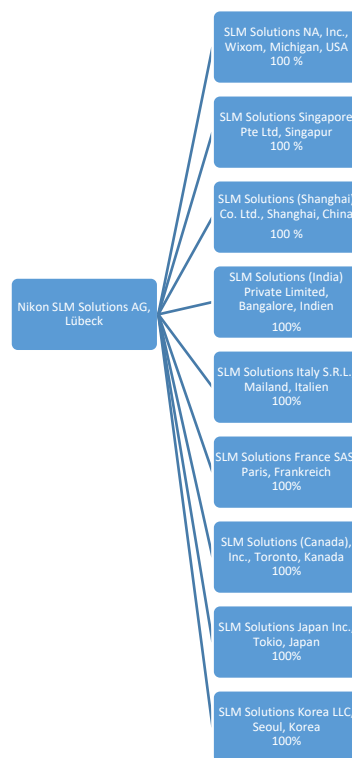 SLM Solutions NA, Inc.,
Wixom, Michigan, USA
100 %
SLM Solutions Singapore
Pte Ltd, Singapur
100 %
SLM Solutions (Shanghai)
Co. Ltd., Shanghai, China
100 %
Nikon SLM Solutions AG,
Lübeck
SLM Solutions (India)
Private Limited,
Bangalore, Indien
100%
SLM Solutions Italy S.R.L.
Mailand, Italien
100%
SLM Solutions France SAS
Paris, Frankreich
100%
SLM Solutions (Canada),
Inc., Toronto, Kanada
100%
SLM Solutions Japan Inc.,
Tokio, Japan
100%
SLM Solutions Korea LLC,
Seoul, Korea
100%